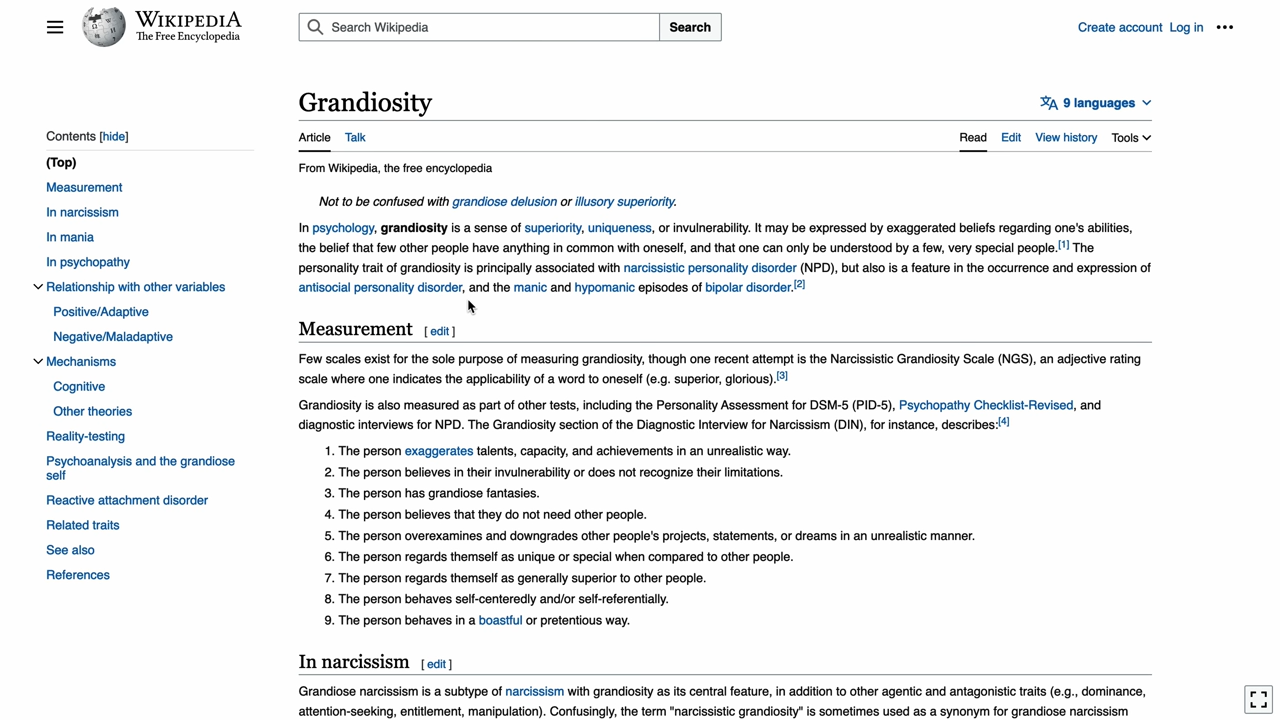 WIKIPEDIA
The Free Encyclopedia
Search Wikipedia
Search
Create account Log in
Grandiosity
9 languages
Article Talk
Read Edit View history Tools
From Wikipedia, the free encyclopedia
Contents [hide]
(Top)
Measurement
In narcissism
In mania
In psychopathy
Relationship with other variables
Positive/Adaptive
Negative/Maladaptive
Mechanisms
Cognitive
Other theories
Reality-testing
Psychoanalysis and the grandiose
self
Reactive attachment disorder
Related traits
See also
References
Not to be confused with grandiose delusion or illusory superiority.
In psychology, grandiosity is a sense of superiority, uniqueness, or invulnerability. It may be expressed by exaggerated beliefs regarding one's abilities,
the belief that few other people have anything in common with oneself, and that one can only be understood by a few, very special people.[1] The
personality trait of grandiosity is principally associated with narcissistic personality disorder (NPD), but also is a feature in the occurrence and expression of
antisocial personality disorder, and the manic and hypomanic episodes of bipolar disorder.[2]
Measurement [ edit ]
Few scales exist for the sole purpose of measuring grandiosity, though one recent attempt is the Narcissistic Grandiosity Scale (NGS), an adjective rating
scale where one indicates the applicability of a word to oneself (e.g. superior, glorious).[3]
Grandiosity is also measured as part of other tests, including the Personality Assessment for DSM-5 (PID-5), Psychopathy Checklist-Revised, and
diagnostic interviews for NPD. The Grandiosity section of the Diagnostic Interview for Narcissism (DIN), for instance, describes:[4]
1. The person exaggerates talents, capacity, and achievements in an unrealistic way.
2. The person believes in their invulnerability or does not recognize their limitations.
3. The person has grandiose fantasies.
4. The person believes that they do not need other people.
5. The person overexamines and downgrades other people's projects, statements, or dreams in an unrealistic manner.
6. The person regards themself as unique or special when compared to other people.
7. The person regards themself as generally superior to other people.
8. The person behaves self-centeredly and/or self-referentially.
9. The person behaves in a boastful or pretentious way.
In narcissism [ edit ]
Grandiose narcissism is a subtype of narcissism with grandiosity as its central feature, in addition to other agentic and antagonistic traits (e.g., dominance,
attention-seeking, entitlement, manipulation). Confusingly, the term "narcissistic grandiosity" is sometimes used as a synonym for grandiose narcissism